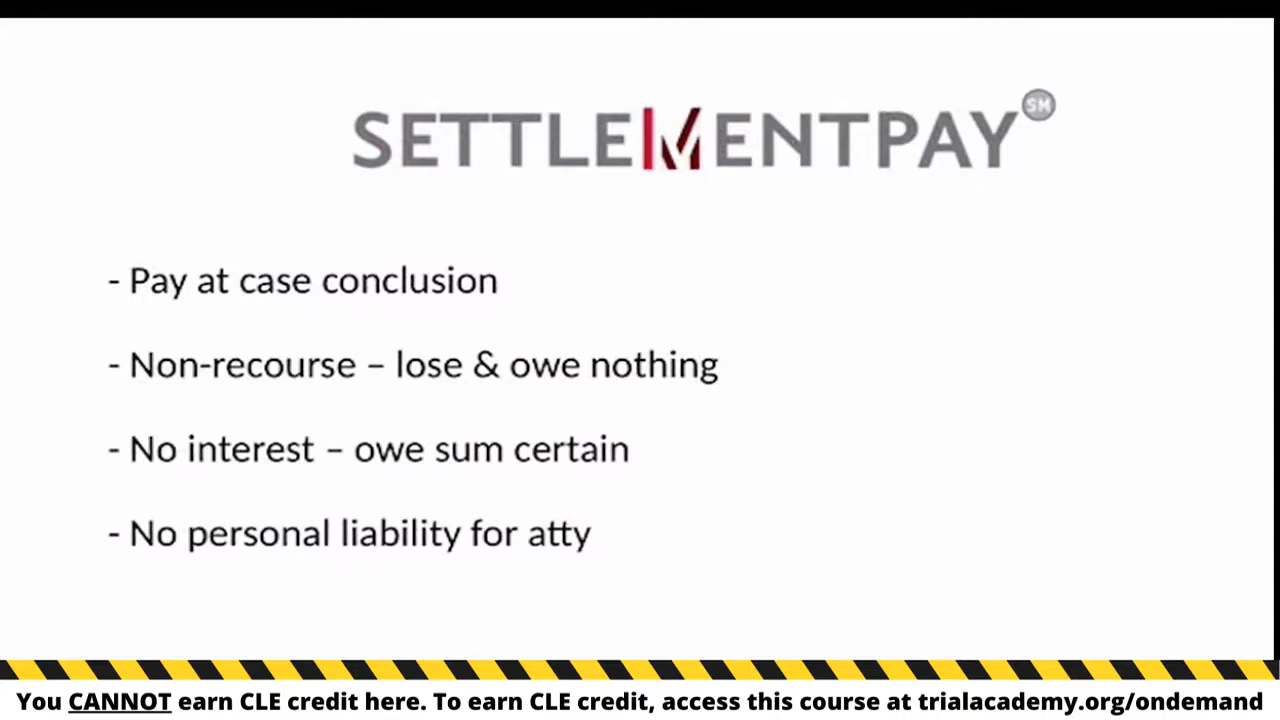 SETTLEMENTPAY SM
- Pay at case conclusion
- Non-recourse – lose & owe nothing
- No interest – owe sum certain
- No personal liability for atty
You CANNOT earn CLE credit here. To earn CLE credit, access this course at trialacademy.org/ondemand